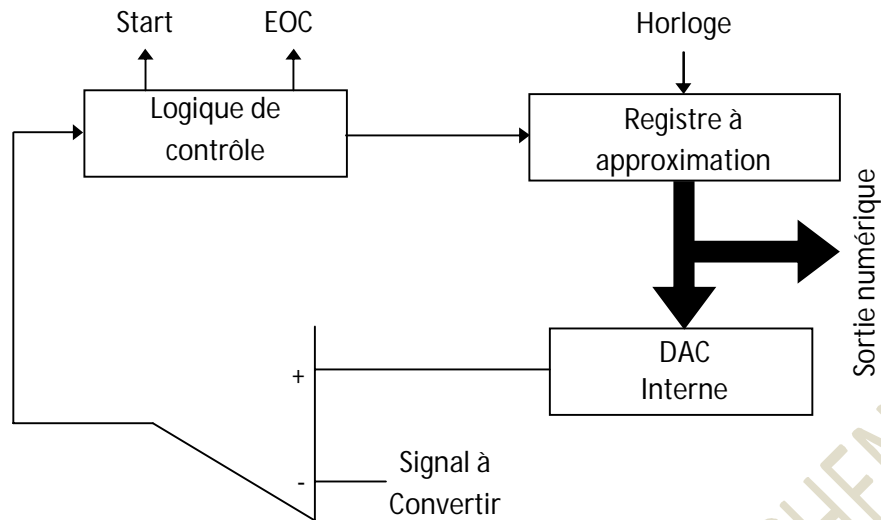 Start
EOC
Horloge
Logique de
contrôle
Registre à
approximation
Sortie numérique
DAC
Interne
+
-
Signal à
Convertir